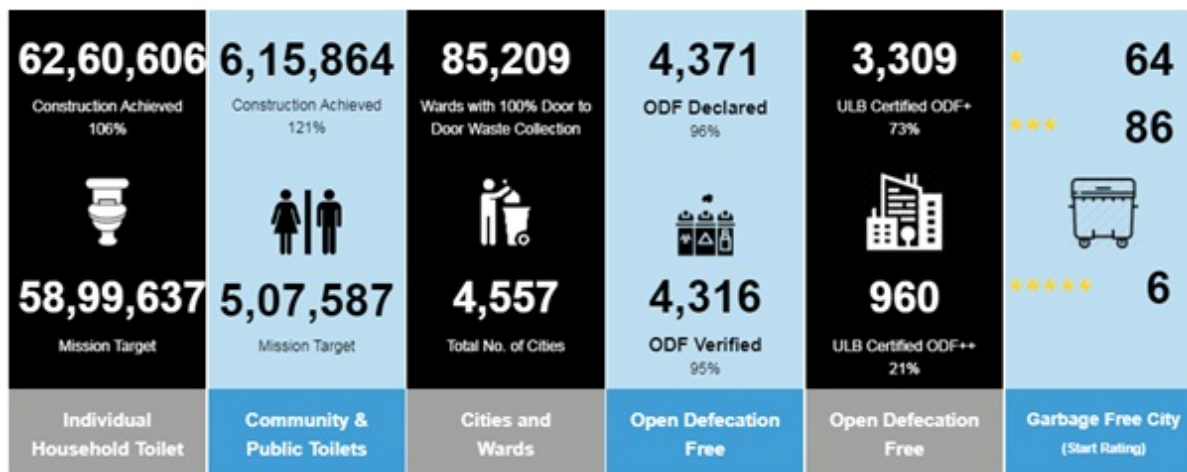 62,60,606
Construction Achieved
106%
58,99,637
Mission Target
Individual
Household Toilet
6,15,864
Construction Achieved
121%
5,07,587
Mission Target
Community &
Public Toilets
85,209
Wards with 100% Door to
Door Waste Collection
4,557
Total No. of Cities
Cities and
Wards
4,371
ODF Declared
96%
4,316
ODF Verified
95%
Open Defecation
Free
3,309
ULB Certified ODF+
73%
960
ULB Certified ODF++
21%
Open Defecation
Free
64
86
6
Garbage Free City
(Start Rating)